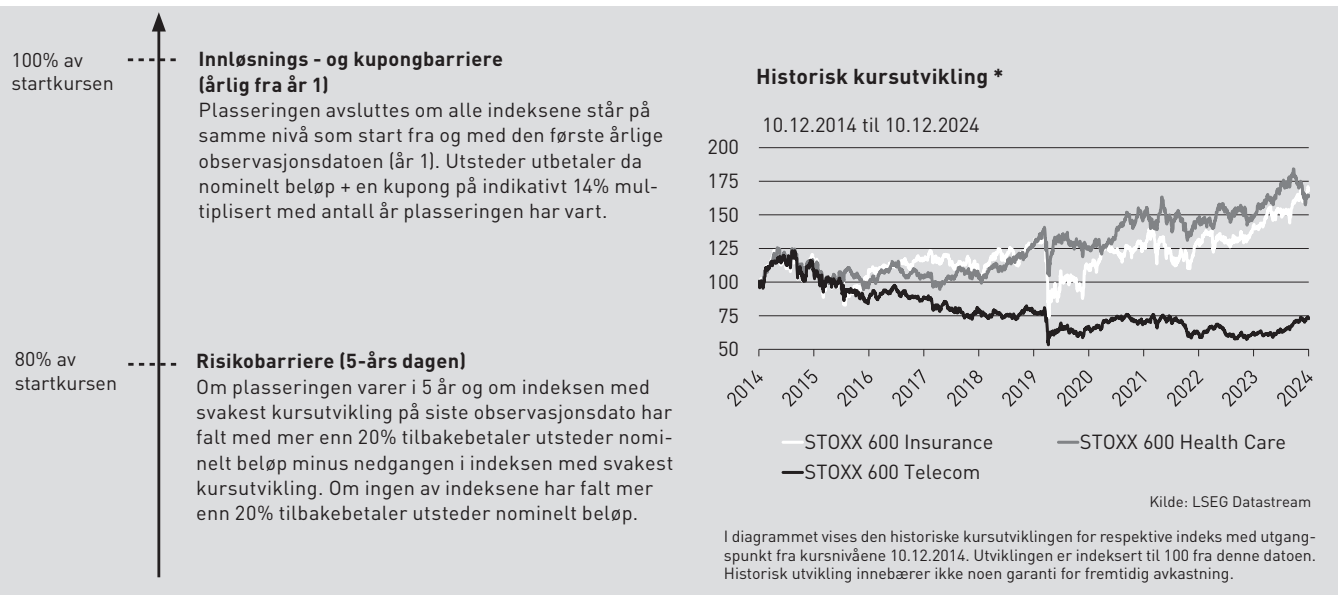 100% av
startkursen
Innløsnings - og kupongbarriere
(årlig fra år 1)
Plasseringen avsluttes om alle indeksene står på
samme nivå som start fra og med den første årlige
observasjonsdatoen (år 1). Utsteder utbetaler da
nominelt beløp + en kupong på indikativt 14% mul-
tiplisert med antall år plasseringen har vart.
80% av
startkursen
Risikobarriere (5-års dagen)
Om plasseringen varer i 5 år og om indeksen med
svakest kursutvikling på siste observasjonsdato har
falt med mer enn 20% tilbakebetaler utsteder nomi-
nelt beløp minus nedgangen i indeksen med svakest
kursutvikling. Om ingen av indeksene har falt mer
enn 20% tilbakebetaler utsteder nominelt beløp.
Historisk kursutvikling *
10.12.2014 til 10.12.2024
200
175
150
125
100
75
50
2014 2015 2016 2017 2018 2019 2020 2021 2022 2023 2024
STOXX 600 Insurance STOXX 600 Health Care
STOXX 600 Telecom
Kilde: LSEG Datastream
I diagrammet vises den historiske kursutviklingen for respektive indeks med utgang-
spunkt fra kursnivåene 10.12.2014. Utviklingen er indeksert til 100 fra denne datoen.
Historisk utvikling innebærer ikke noen garanti for fremtidig avkastning.